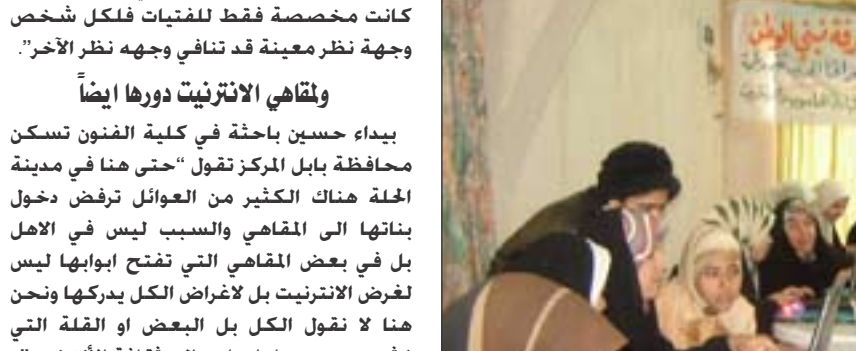 كانت مخصصة فقط للفتيات فلكل شخص
وجهة نظر معينة قد تنافي وجهه نظر الآخر”.
ولمقاهي الانترنيت دورها ايضاً
بيداء حسين باحثة في كلية الفنون تسكن
محافظة بابل المركز تقول “حتى هنا في مدينة
الحلة هناك الكثير من العوائل ترفض دخول
بناتها الى المقاهي والسبب ليس في الاهل
بل في بعض المقاهي التي تفتح ابوابها ليس
لغرض الانترنيت بل لاغراض الكل يدركها ونحن
هنا لا نقول الكل بل البعض او القلة التي
نبني الوطن